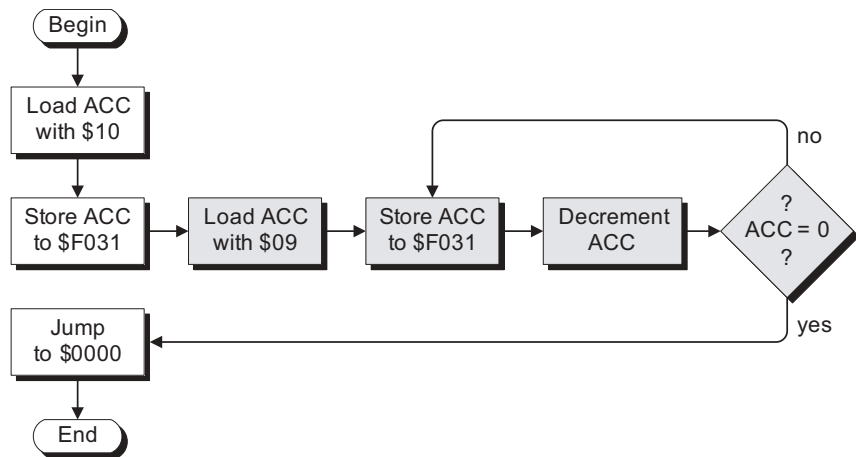 Begin
Load ACC
with $10
Store ACC
to $F031
Load ACC
with $09
Store ACC
to $F031
Decrement
ACC
?
ACC = 0
?
no
yes
Jump
to $0000
End